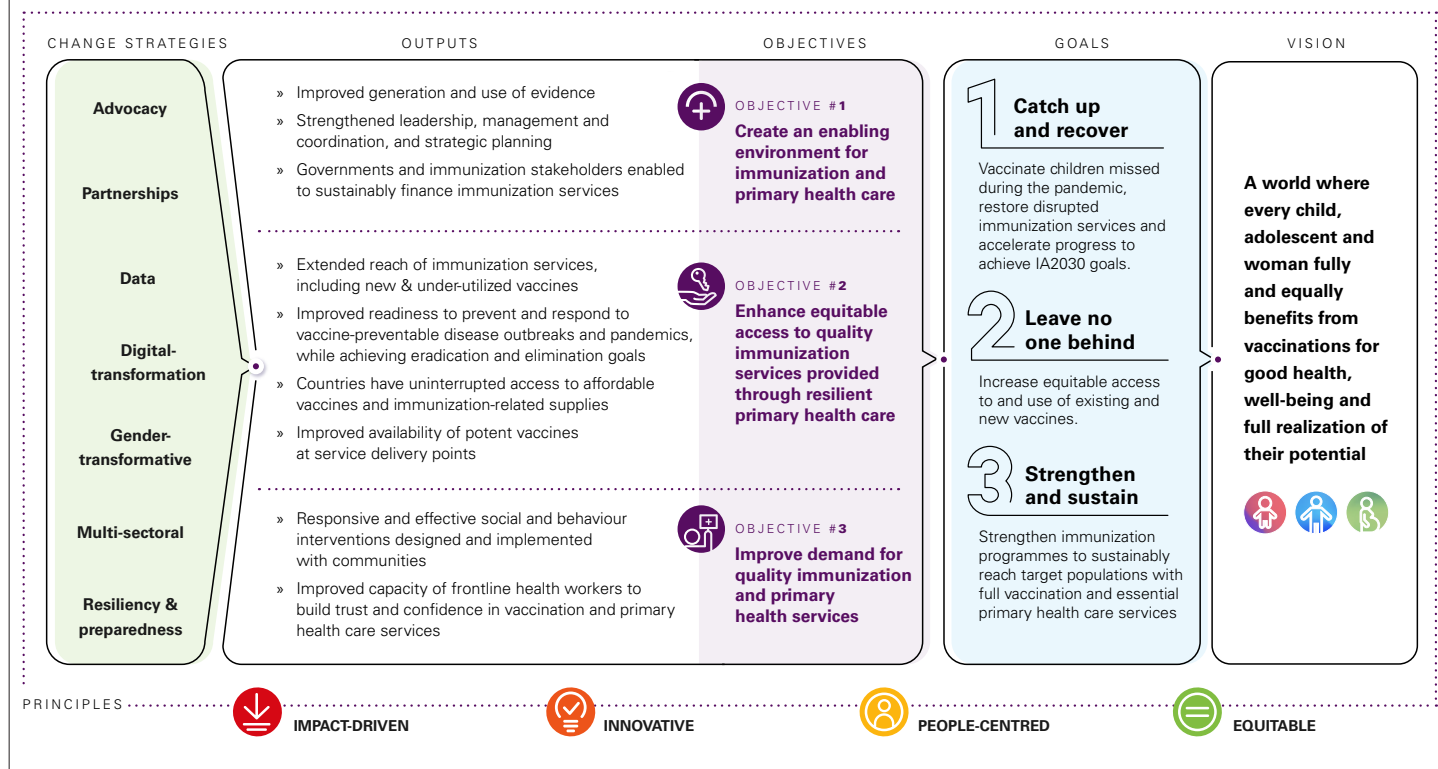 CHANGE STRATEGIES
OUTPUTS
OBJECTIVES
GOALS
VISION
Advocacy
Partnerships
Data
Digital-
transformation
Gender-
transformative
Multi-sectoral
Resiliency &
preparedness
» Improved generation and use of evidence
» Strengthened leadership, management and
coordination, and strategic planning
» Governments and immunization stakeholders enabled
to sustainably finance immunization services
OBJECTIVE #1
Create an enabling
environment for
immunization and
primary health care
» Extended reach of immunization services,
including new & under-utilized vaccines
» Improved readiness to prevent and respond to
vaccine-preventable disease outbreaks and pandemics,
while achieving eradication and elimination goals
» Countries have uninterrupted access to affordable
vaccines and immunization-related supplies
» Improved availability of potent vaccines
at service delivery points
OBJECTIVE #2
Enhance equitable
access to quality
immunization
services provided
through resilient
primary health care
» Responsive and effective social and behaviour
interventions designed and implemented
with communities
» Improved capacity of frontline health workers to
build trust and confidence in vaccination and primary
health care services
OBJECTIVE #3
Improve demand for
quality immunization
and primary
health services
1
Catch up
and recover
Vaccinate children missed
during the pandemic,
restore disrupted
immunization services and
accelerate progress to
achieve IA2030 goals.
2
Leave no
one behind
Increase equitable access
to and use of existing and
new vaccines.
3
Strengthen
and sustain
Strengthen immunization
programmes to sustainably
reach target populations with
full vaccination and essential
primary health care services
A world where
every child,
adolescent and
woman fully
and equally
benefits from
vaccinations for
good health,
well-being and
full realization of
their potential
PRINCIPLES
IMPACT-DRIVEN
INNOVATIVE
PEOPLE-CENTRED
EQUITABLE